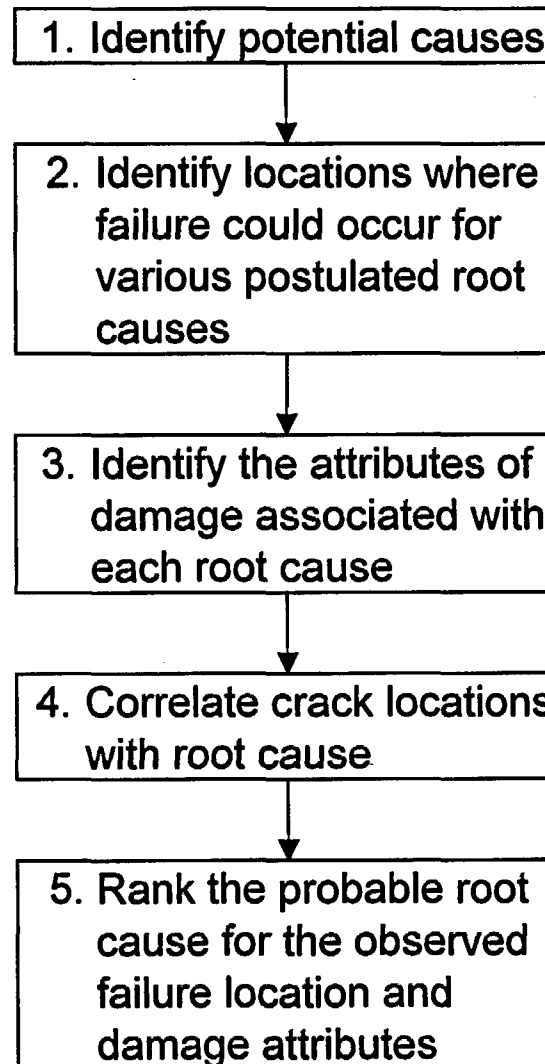 1. Identify potential causes
2. Identify locations where
failure could occur for
various postulated root
causes
3. Identify the attributes of
damage associated with
each root cause
4. Correlate crack locations
with root cause
5. Rank the probable root
cause for the observed
failure location and
damage attributes